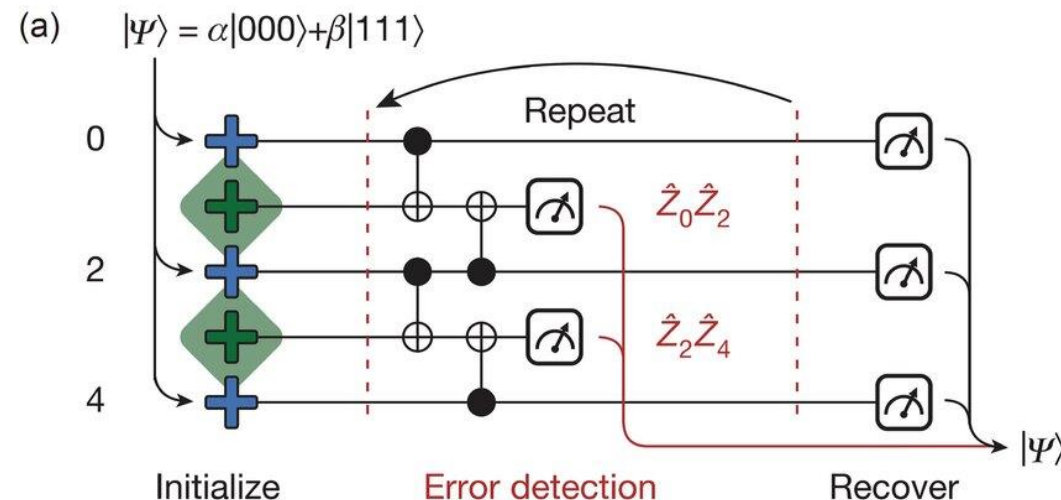 (a) |Ψ⟩ = α|000⟩+β|111⟩
Repeat
0
Ẑ₀Ẑ₂
2
Ẑ₂Ẑ₄
4
|Ψ⟩
Initialize Error detection Recover